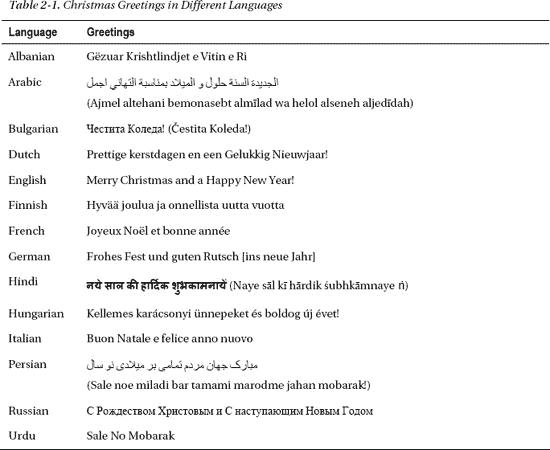 Table 2-1. Christmas Greetings in Different Languages
Language Greetings
Albanian Gëzuar Krishtlindjet e Vitin e Ri
Arabic اجمل التهاني بمناسبة الميلاد و حلول السنة الجديدة
(Ajmel altehani bemonasebt almīlad wa helol alseneh aljedīdah)
Bulgarian Честита Коледа! (Čestita Koleda!)
Dutch Prettige kerstdagen en een Gelukkig Nieuwjaar!
English Merry Christmas and a Happy New Year!
Finnish Hyvää joulua ja onnellista uutta vuotta
French Joyeux Noël et bonne année
German Frohes Fest und guten Rutsch [ins neue Jahr]
Hindi नये साल की हार्दिक शुभकामनायें (Naye sāl kī hārdik śubhkāmnaye ṅ)
Hungarian Kellemes karácsonyi ünnepeket és boldog új évet!
Italian Buon Natale e felice anno nuovo
Persian سال نو میلادی بر تمامی مردم جهان مبارک
(Sale noe miladi bar tamami marodme jahan mobarak!)
Russian С Рождеством Христовым и С наступающим Новым Годом
Urdu Sale No Mobarak